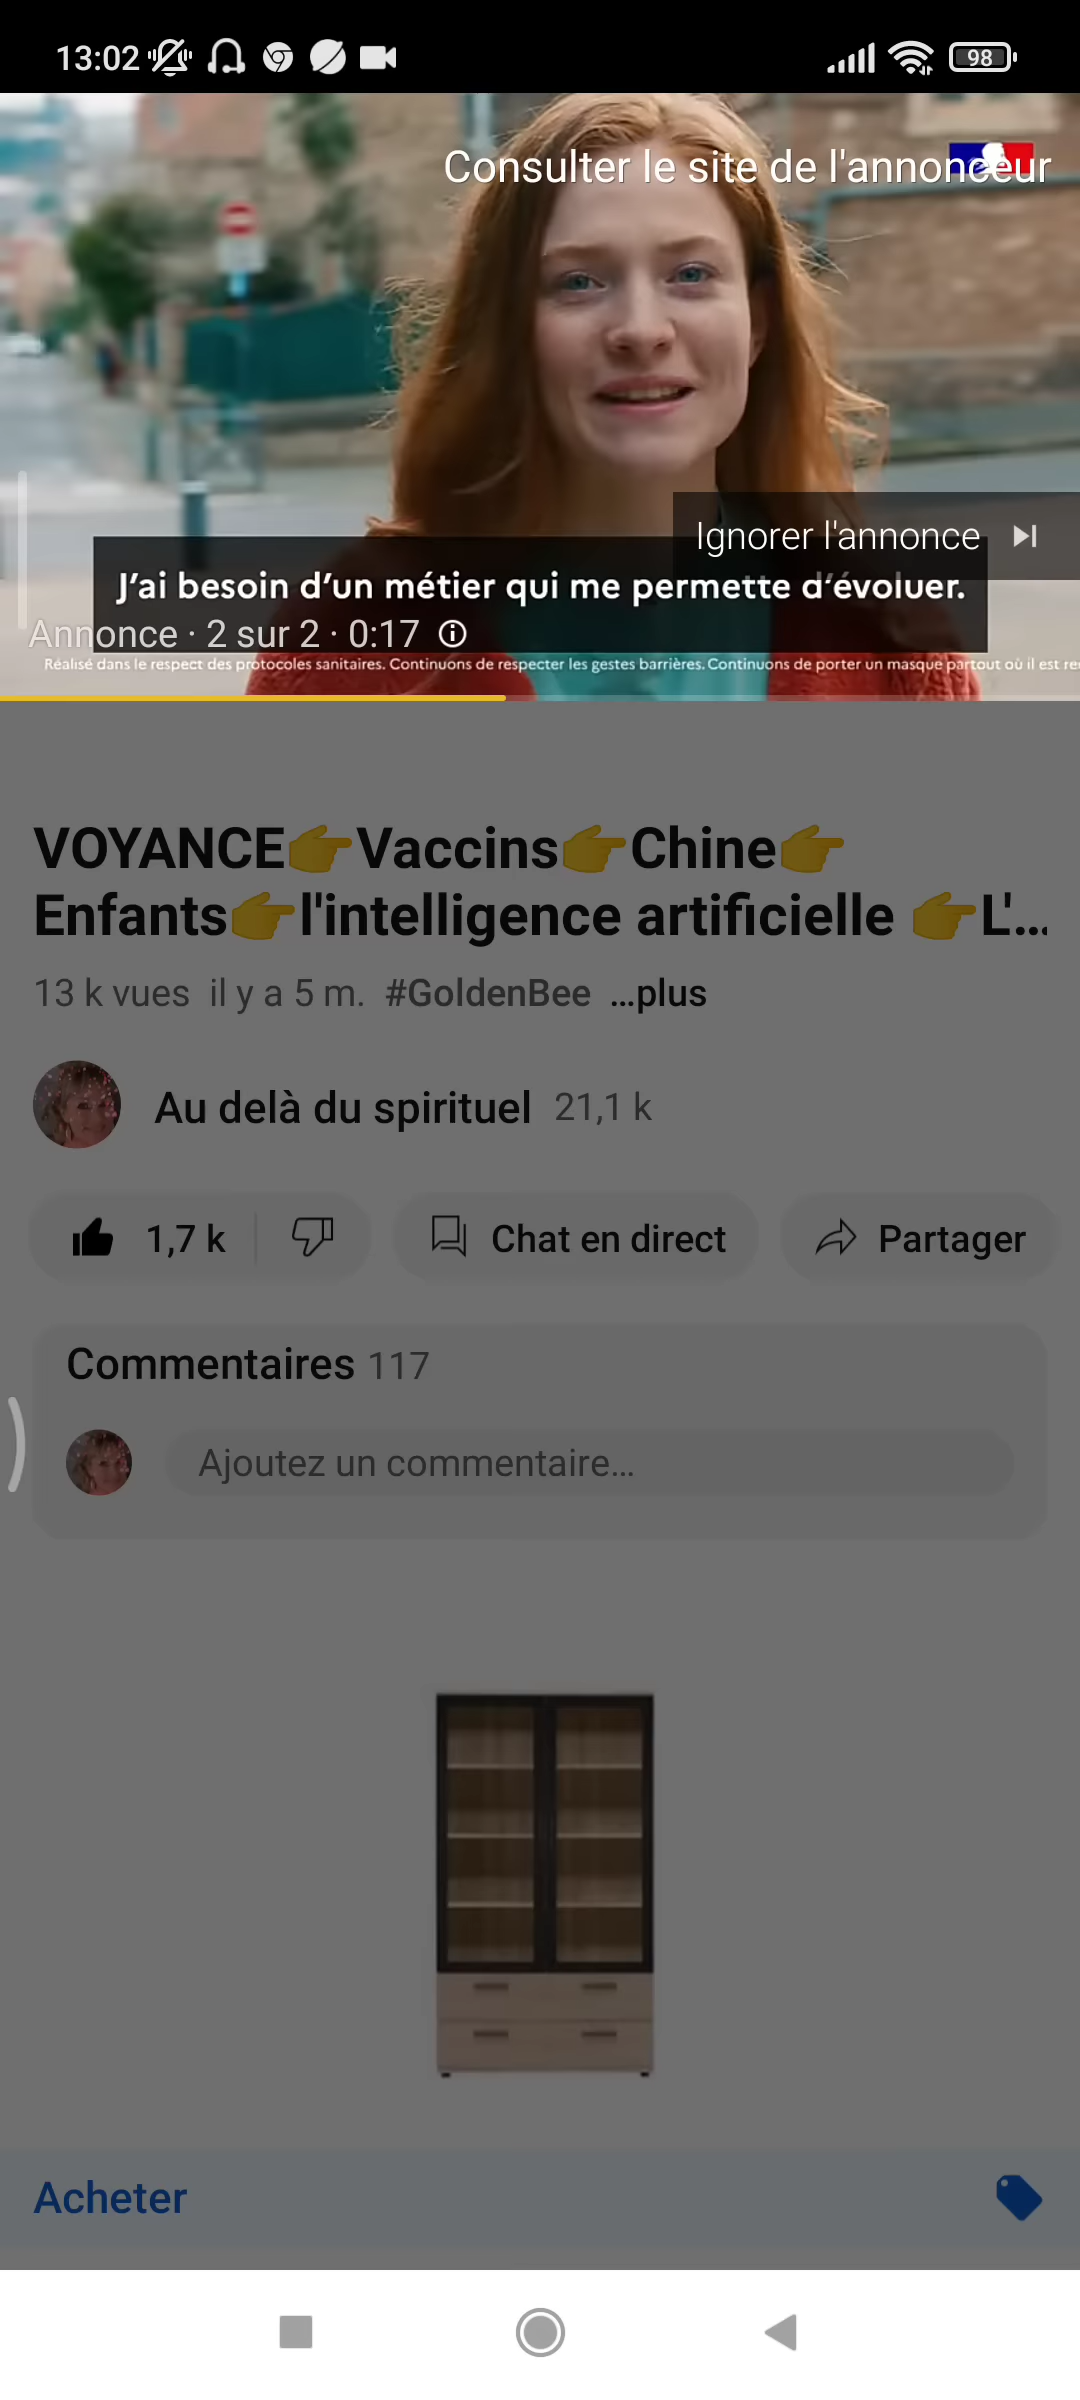 13:02
98
Consulter le site de l'annonceur
Ignorer l'annonce
J'ai besoin d'un métier qui me permette d'évoluer.
Annonce · 2 sur 2 · 0:17
Réalisé dans le respect des protocoles sanitaires. Continuons de respecter les gestes barrières. Continuons de porter un masque partout où il est
VOYANCE👉Vaccins👉Chine👉
Enfants👉l'intelligence artificielle 👉L'...
13 k vues il y a 5 m. #GoldenBee ...plus
Au delà du spirituel 21,1 k
1,7 k
Chat en direct
Partager
Commentaires 117
Ajoutez un commentaire...
Acheter